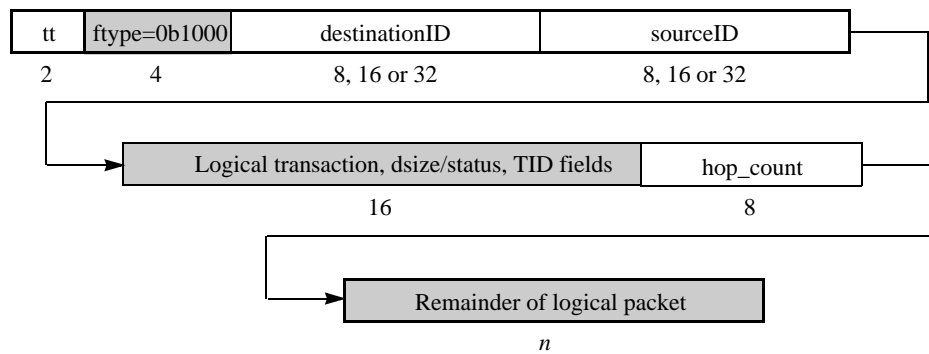 tt ftype=0b1000 destinationID sourceID
2 4 8, 16 or 32 8, 16 or 32
Logical transaction, dsize/status, TID fields hop_count
16 8
Remainder of logical packet
n